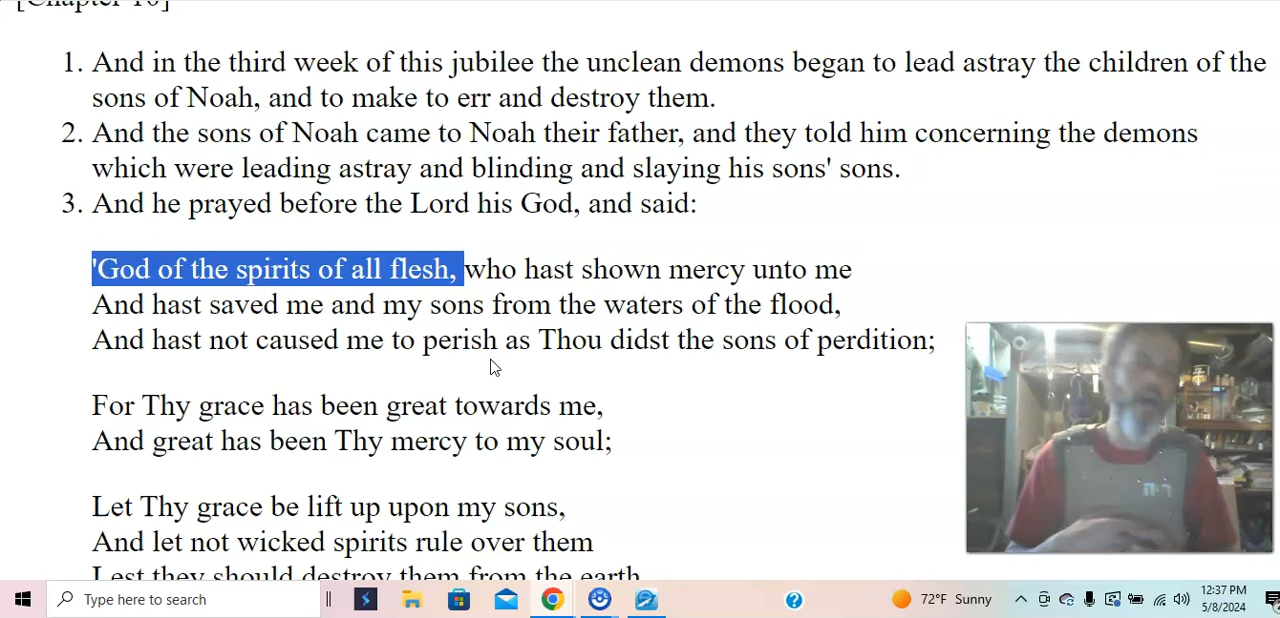 [Chapter 10]
1. And in the third week of this jubilee the unclean demons began to lead astray the children of the
sons of Noah, and to make to err and destroy them.
2. And the sons of Noah came to Noah their father, and they told him concerning the demons
which were leading astray and blinding and slaying his sons' sons.
3. And he prayed before the Lord his God, and said:
'God of the spirits of all flesh, who hast shown mercy unto me
And hast saved me and my sons from the waters of the flood,
And hast not caused me to perish as Thou didst the sons of perdition;
For Thy grace has been great towards me,
And great has been Thy mercy to my soul;
Let Thy grace be lift up upon my sons,
And let not wicked spirits rule over them
Lest they should destroy them from the earth
Type here to search
72°F Sunny
12:37 PM
5/8/2024